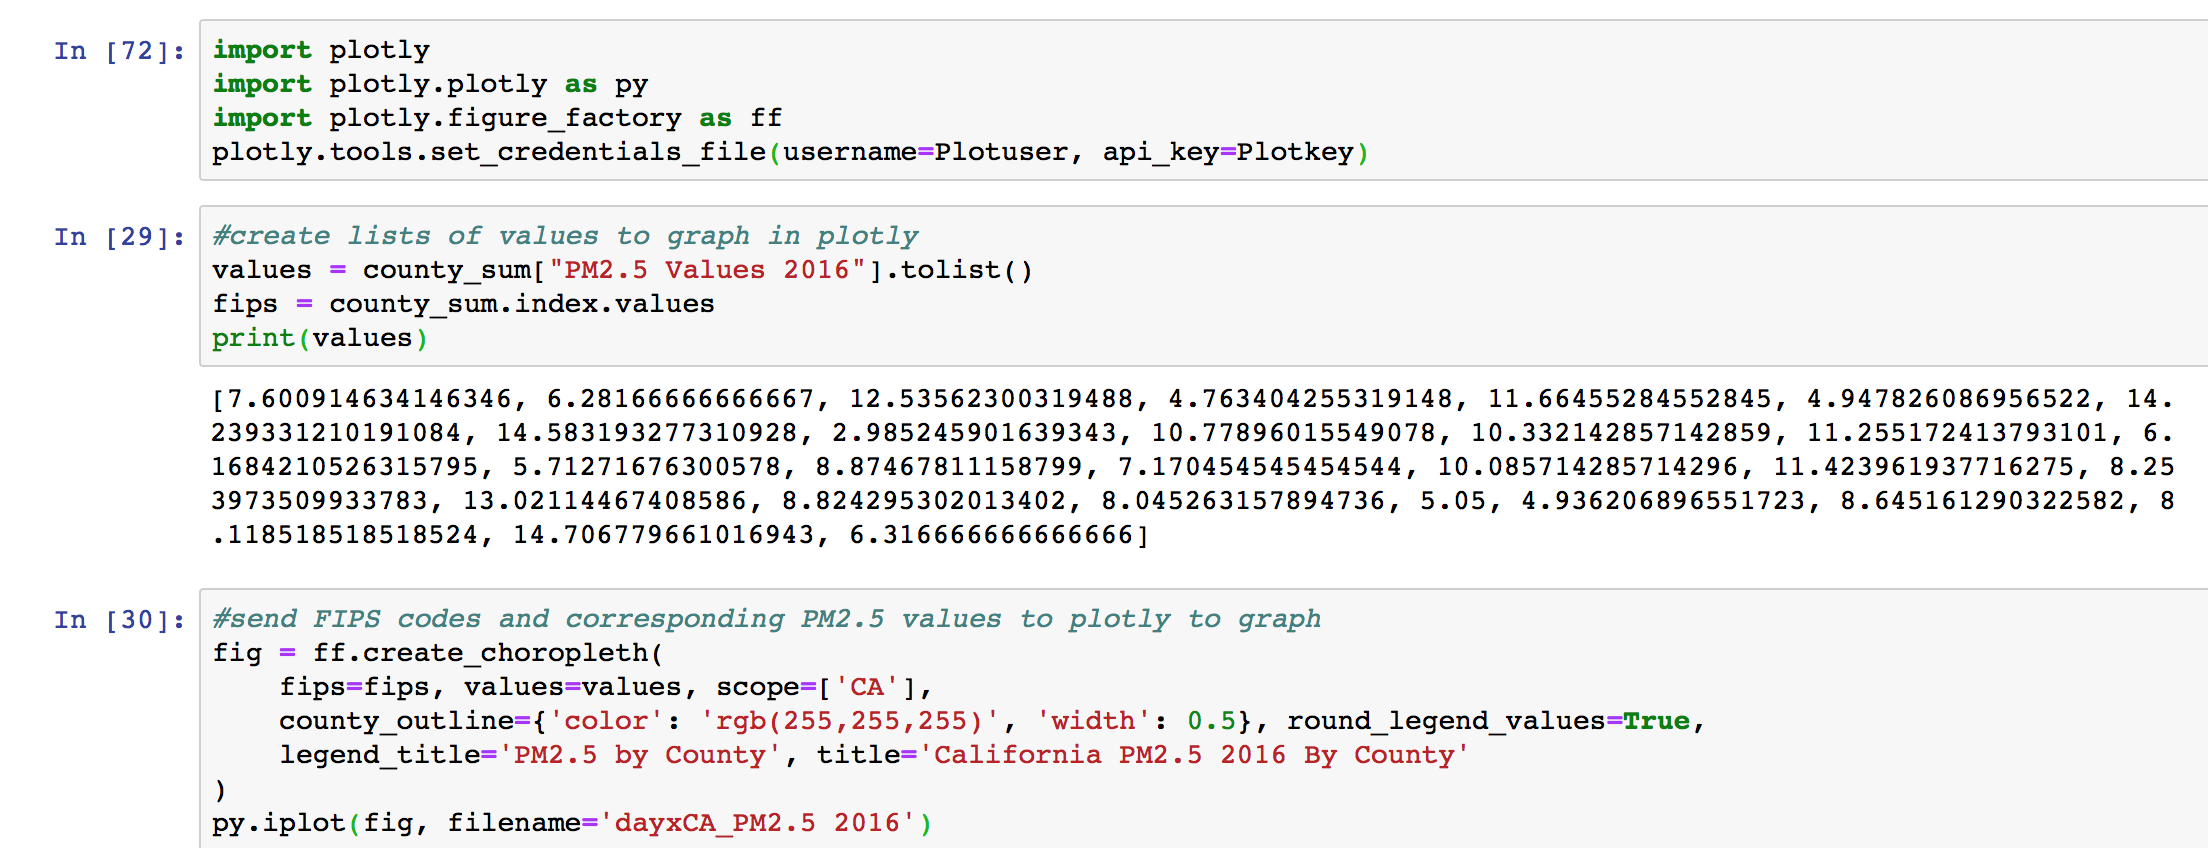 In [72]:
import plotly
import plotly.plotly as py
import plotly.figure_factory as ff
plotly.tools.set_credentials_file(username=Plotuser, api_key=Plotkey)
In [29]:
#create lists of values to graph in plotly
values = county_sum["PM2.5 Values 2016"].tolist()
fips = county_sum.index.values
print(values)
[7.600914634146346, 6.28166666666667, 12.53562300319488, 4.763404255319148, 11.66455284552845, 4.947826086956522, 14.
239331210191084, 14.583193277310928, 2.985245901639343, 10.77896015549078, 10.332142857142859, 11.255172413793101, 6.
1684210526315795, 5.71271676300578, 8.87467811158799, 7.170454545454544, 10.085714285714296, 11.423961937716275, 8.25
3973509933783, 13.02114467408586, 8.824295302013402, 8.045263157894736, 5.05, 4.936206896551723, 8.645161290322582, 8
.118518518518524, 14.706779661016943, 6.316666666666666]
In [30]:
#send FIPS codes and corresponding PM2.5 values to plotly to graph
fig = ff.create_choropleth(
    fips=fips, values=values, scope=['CA'],
    county_outline={'color': 'rgb(255,255,255)', 'width': 0.5}, round_legend_values=True,
    legend_title='PM2.5 by County', title='California PM2.5 2016 By County'
)
py.iplot(fig, filename='dayxCA_PM2.5 2016')